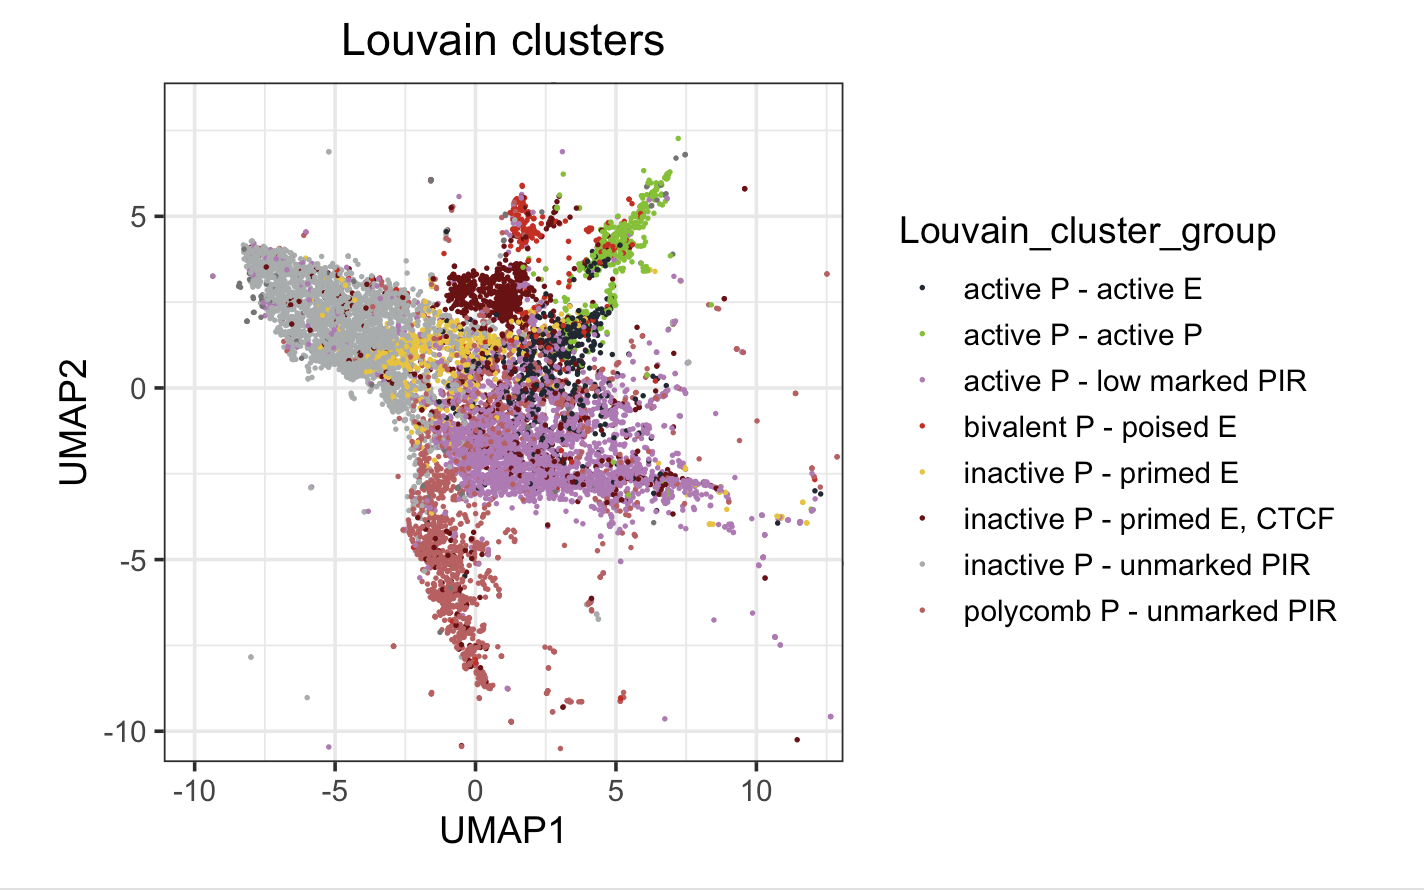 Louvain clusters
5
0
-5
-10
UMAP2
-10 -5 0 5 10
UMAP1
Louvain_cluster_group
active P - active E
active P - active P
active P - low marked PIR
bivalent P - poised E
inactive P - primed E
inactive P - primed E, CTCF
inactive P - unmarked PIR
polycomb P - unmarked PIR